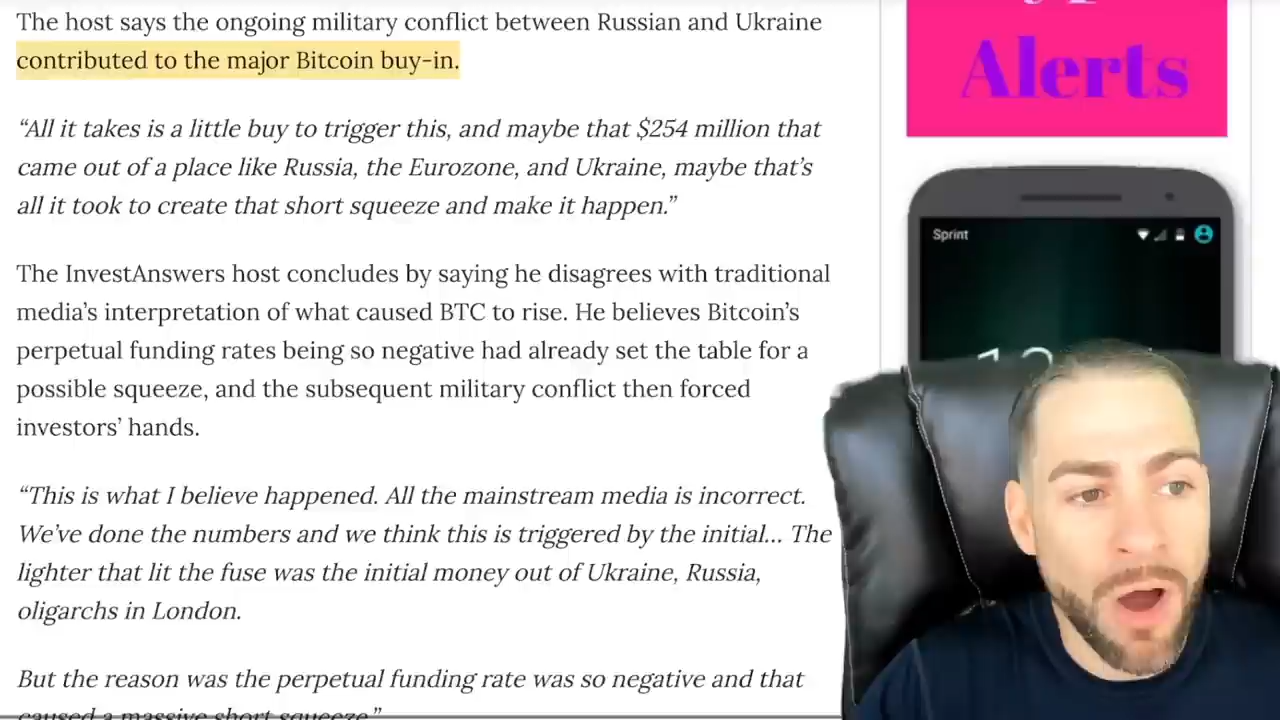 The host says the ongoing military conflict between Russian and Ukraine
contributed to the major Bitcoin buy-in.
“All it takes is a little buy to trigger this, and maybe that $254 million that
came out of a place like Russia, the Eurozone, and Ukraine, maybe that’s
all it took to create that short squeeze and make it happen.”
The InvestAnswers host concludes by saying he disagrees with traditional
media’s interpretation of what caused BTC to rise. He believes Bitcoin’s
perpetual funding rates being so negative had already set the table for a
possible squeeze, and the subsequent military conflict then forced
investors’ hands.
“This is what I believe happened. All the mainstream media is incorrect.
We’ve done the numbers and we think this is triggered by the initial… The
lighter that lit the fuse was the initial money out of Ukraine, Russia,
oligarchs in London.
But the reason was the perpetual funding rate was so negative and that
caused a massive short squeeze.”
Alerts
Sprint